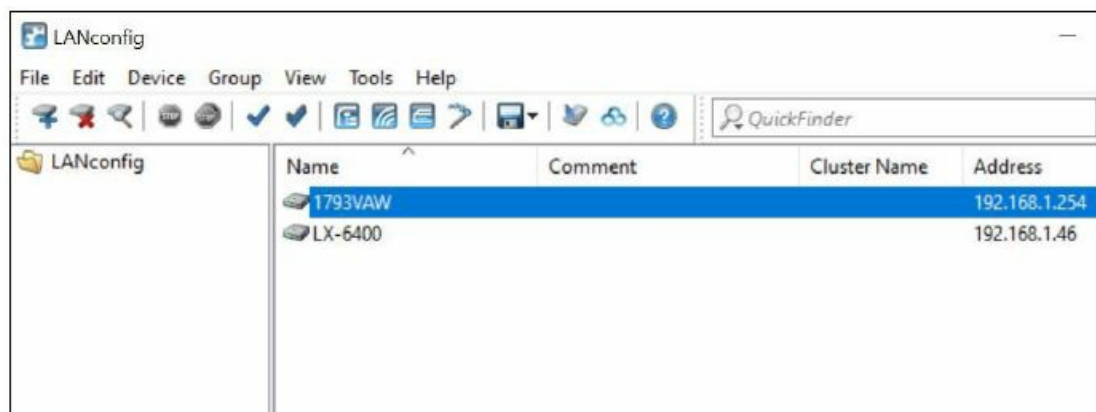 LANconfig
File Edit Device Group View Tools Help
QuickFinder
LANconfig
Name Comment Cluster Name Address
1793VAW 192.168.1.254
LX-6400 192.168.1.46